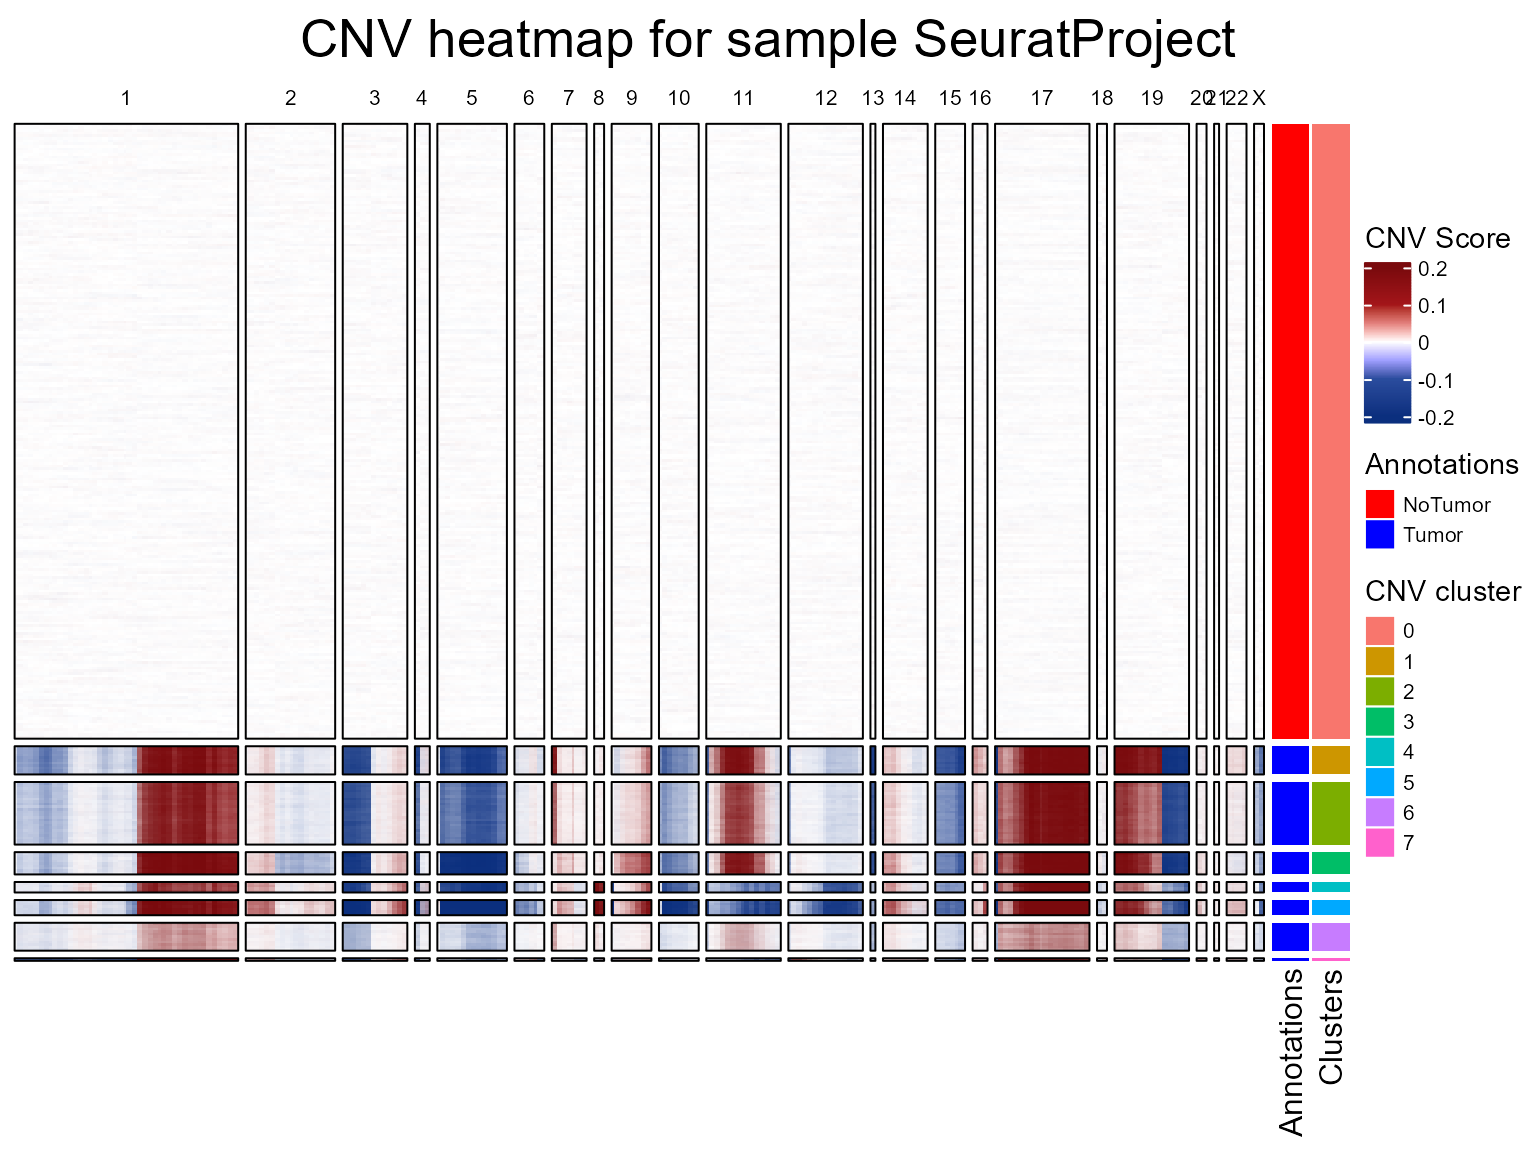 CNV heatmap for sample SeuratProject
1 2 3 4 5 6 7 8 9 10 11 12 13 14 15 16 17 18 19 20 21 22 X
CNV Score
0.2
0.1
0
-0.1
-0.2
Annotations
NoTumor
Tumor
CNV cluster
0
1
2
3
4
5
6
7
Annotations
Clusters